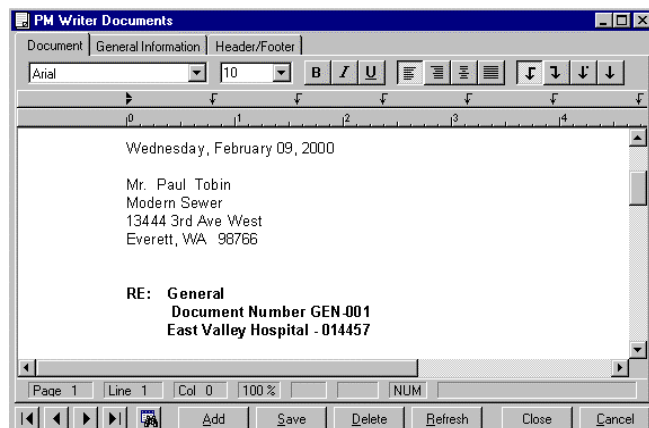 PM Writer Documents
Document General Information Header/Footer
Arial 10 B I U
0 1 2 3 4
Wednesday, February 09, 2000
Mr. Paul Tobin
Modern Sewer
13444 3rd Ave West
Everett, WA 98766
RE: General
Document Number GEN-001
East Valley Hospital - 014457
Page 1 Line 1 Col 0 100 % NUM
Add Save Delete Refresh Close Cancel